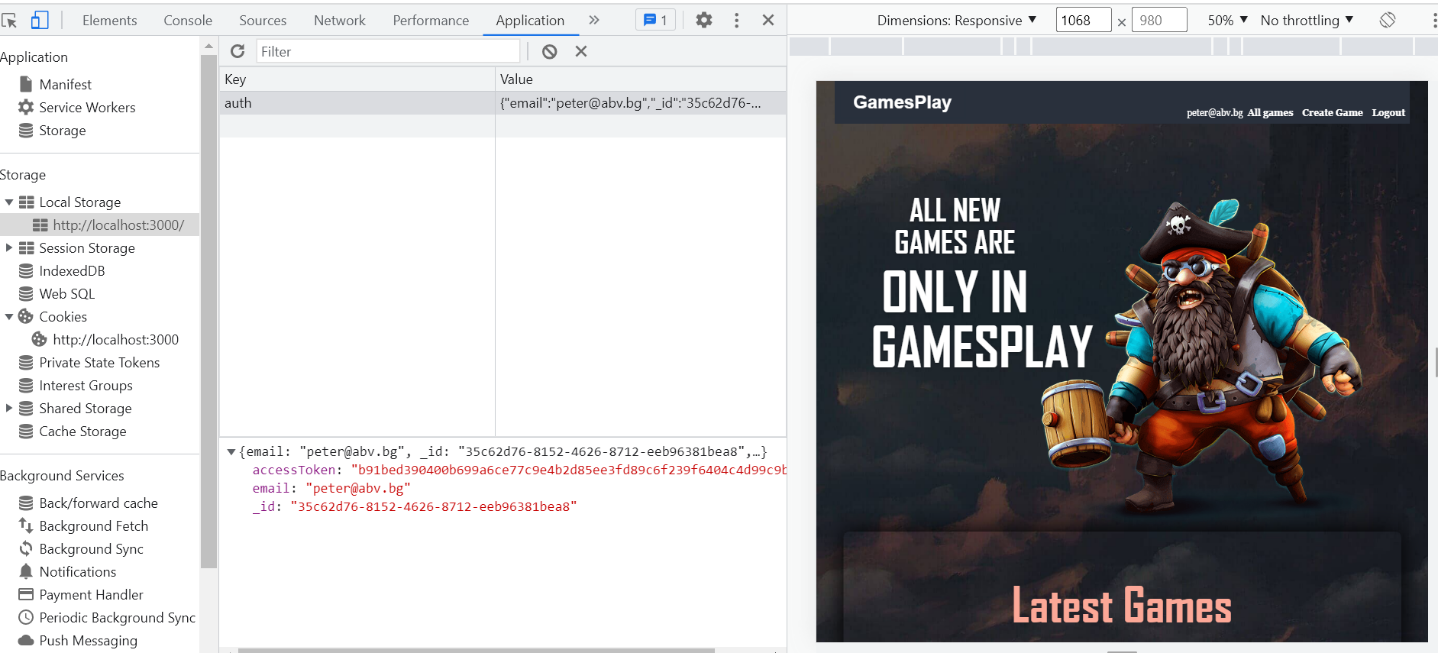 Elements Console Sources Network Performance Application » 1
Dimensions: Responsive ▼ 1068 × 980 50% ▼ No throttling ▼
Application
Manifest
Service Workers
Storage
Storage
Local Storage
http://localhost:3000/
Session Storage
IndexedDB
Web SQL
Cookies
http://localhost:3000
Private State Tokens
Interest Groups
Shared Storage
Cache Storage
Background Services
Back/forward cache
Background Fetch
Background Sync
Notifications
Payment Handler
Periodic Background Sync
Push Messaging
Filter
Key Value
auth {"email":"peter@abv.bg","_id":"35c62d76-...
{email: "peter@abv.bg", _id: "35c62d76-8152-4626-8712-eeb96381bea8",…}
accessToken: "b91bed390400b699a6ce77c9e4b2d85ee3fd89c6f239f6404c4d99c9b
email: "peter@abv.bg"
_id: "35c62d76-8152-4626-8712-eeb96381bea8"
GamesPlay
peter@abv.bg All games Create Game Logout
ALL NEW
GAMES ARE
ONLY IN
GAMESPLAY
Latest Games